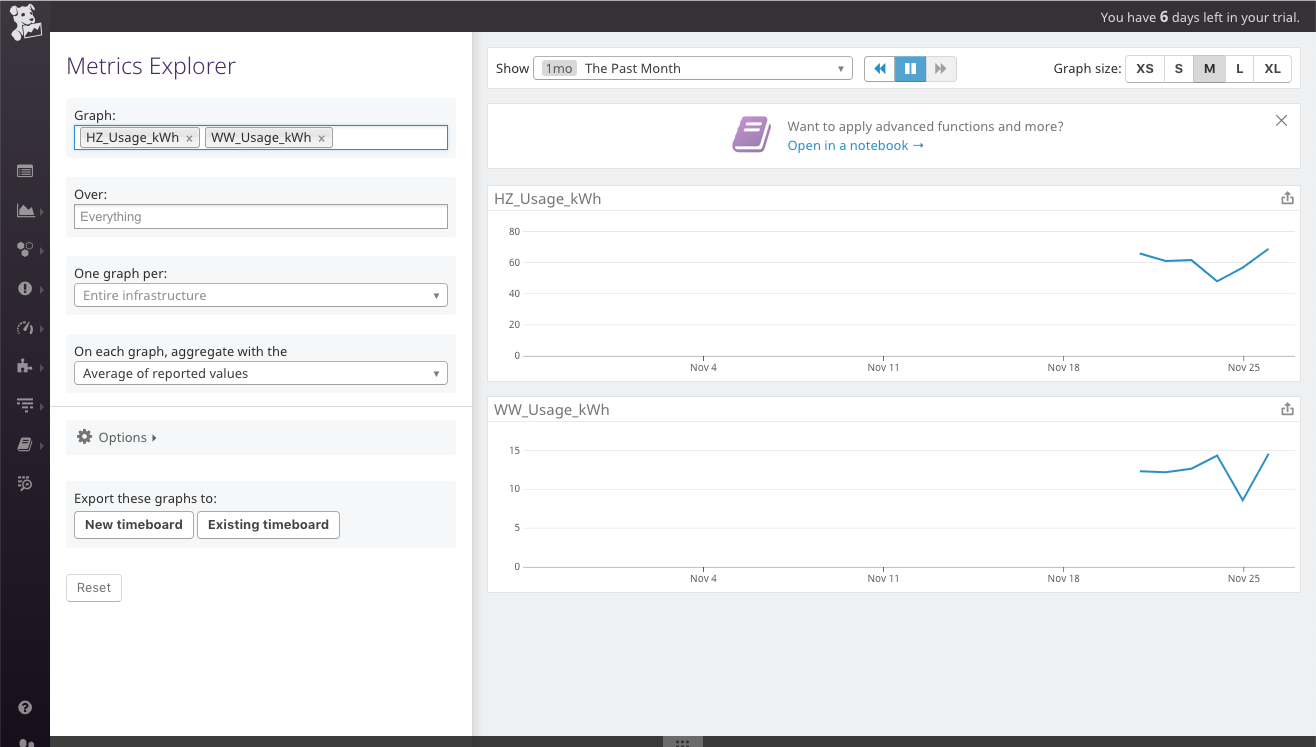 You have 6 days left in your trial.
Metrics Explorer
Graph:
HZ_Usage_kWh × WW_Usage_kWh ×
Over:
Everything
One graph per:
Entire infrastructure
On each graph, aggregate with the
Average of reported values
Options
Export these graphs to:
New timeboard Existing timeboard
Reset
Show 1mo The Past Month Graph size: XS S M L XL
Want to apply advanced functions and more?
Open in a notebook →
HZ_Usage_kWh
80
60
40
20
0
Nov 4 Nov 11 Nov 18 Nov 25
WW_Usage_kWh
15
10
5
0
Nov 4 Nov 11 Nov 18 Nov 25